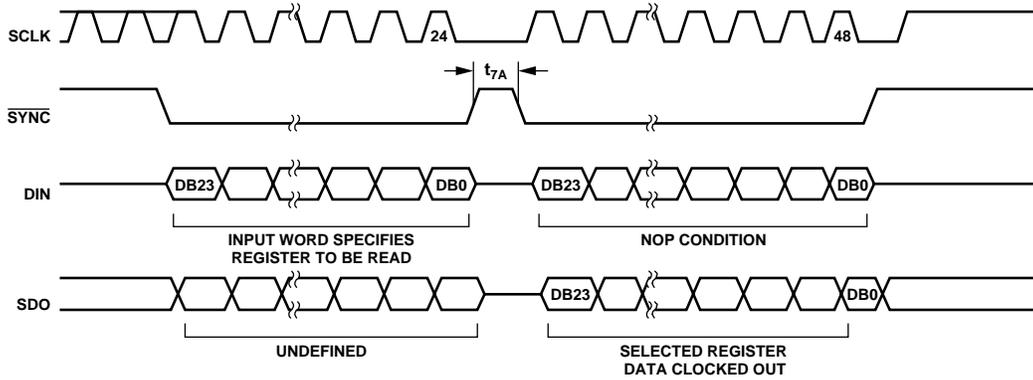 SCLK
24
48
t7A
SYNC
DIN
DB23
DB0
DB23
DB0
INPUT WORD SPECIFIES
REGISTER TO BE READ
NOP CONDITION
SDO
DB23
DB0
UNDEFINED
SELECTED REGISTER
DATA CLOCKED OUT